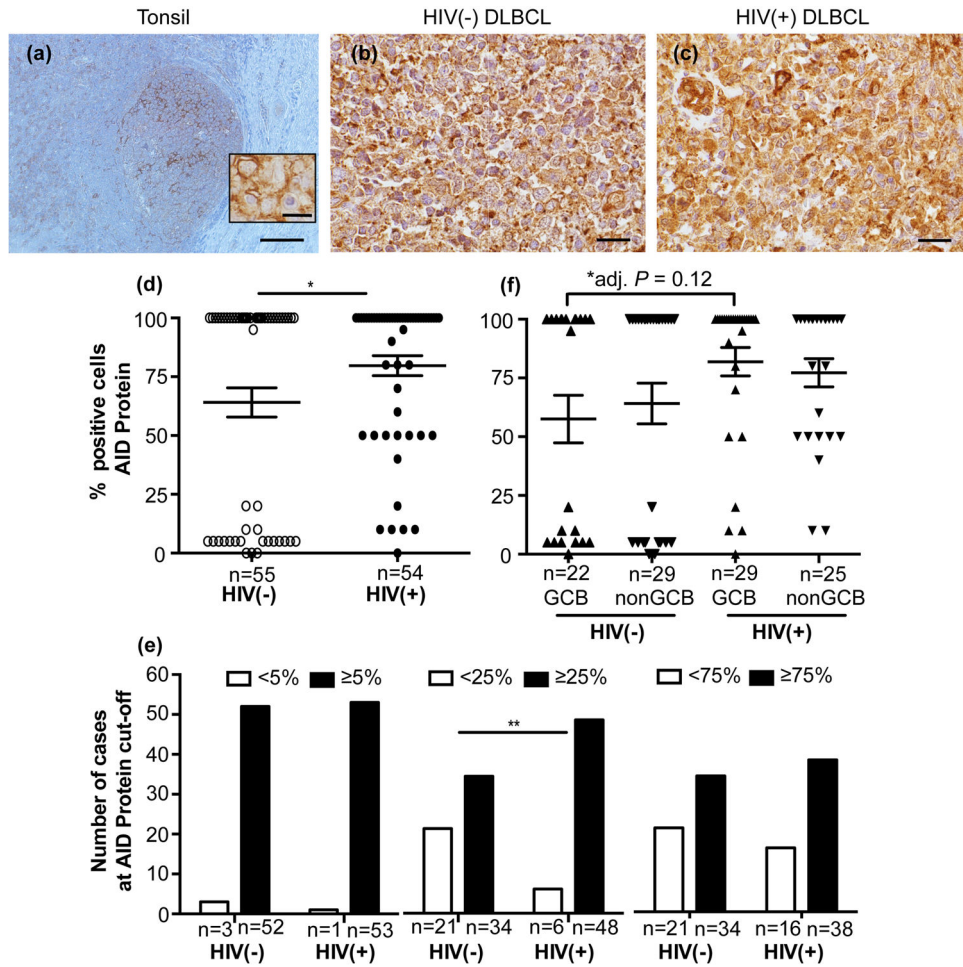 Tonsil
HIV(-) DLBCL
HIV(+) DLBCL
(a)
(b)
(c)
(d)
*
% positive cells
AID Protein
100
75
50
25
0
n=55
n=54
HIV(-)
HIV(+)
(f)
*adj. P = 0.12
100
75
50
25
0
n=22
n=29
n=29
n=25
GCB
nonGCB
GCB
nonGCB
HIV(-)
HIV(+)
(e)
Number of cases
at AID Protein cut-off
60
50
40
30
20
10
0
<5% ≥5%
<25% ≥25%
<75% ≥75%
**
n=3 n=52
n=1 n=53
n=21 n=34
n=6 n=48
n=21 n=34
n=16 n=38
HIV(-)
HIV(+)
HIV(-)
HIV(+)
HIV(-)
HIV(+)